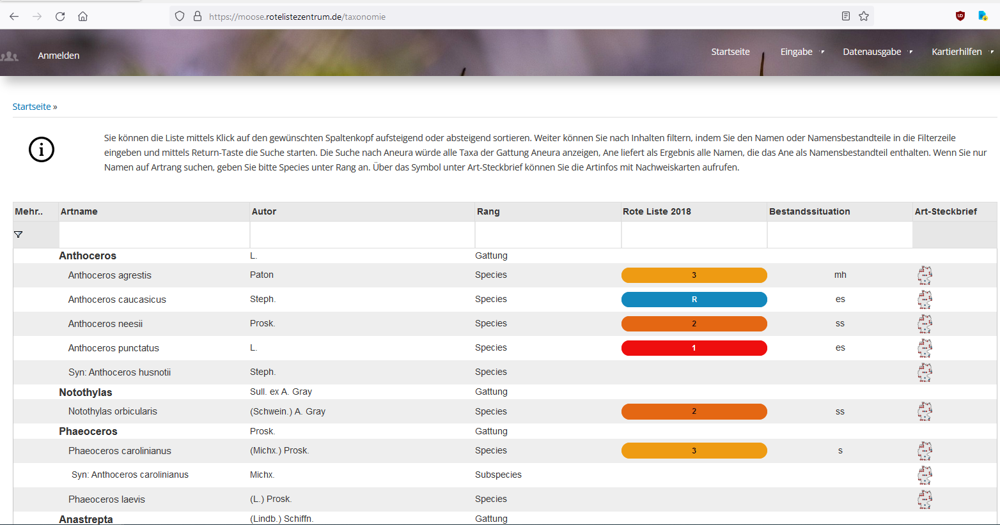 https://moose.rotelistezentrum.de/taxonomie
Anmelden
Startseite Eingabe Datenausgabe Kartierhilfen
Startseite »
Sie können die Liste mittels Klick auf den gewünschten Spaltenkopf aufsteigend oder absteigend sortieren. Weiter können Sie nach Inhalten filtern, indem Sie den Namen oder Namensbestandteile in die Filterzeile
eingeben und mittels Return-Taste die Suche starten. Die Suche nach Aneura würde alle Taxa der Gattung Aneura anzeigen, Ane liefert als Ergebnis alle Namen, die das Ane als Namensbestandteil enthalten. Wenn Sie nur
Namen auf Artrang suchen, geben Sie bitte Species unter Rang an. Über das Symbol unter Art-Steckbrief können Sie die Artinfos mit Nachweiskarten aufrufen.
Mehr.. Artname Autor Rang Rote Liste 2018 Bestandssituation Art-Steckbrief
Anthoceros L. Gattung
Anthoceros agrestis Paton Species 3 mh
Anthoceros caucasicus Steph. Species R es
Anthoceros neesii Prosk. Species 2 ss
Anthoceros punctatus L. Species 1 es
Syn: Anthoceros husnotii Steph. Species
Notothylas Sull. ex A. Gray Gattung
Notothylas orbicularis (Schwein.) A. Gray Species 2 ss
Phaeoceros Prosk. Gattung
Phaeoceros carolinianus (Michx.) Prosk. Species 3 s
Syn: Anthoceros carolinianus Michx. Subspecies
Phaeoceros laevis (L.) Prosk. Species
Anastrepta (Lindb.) Schiffn. Gattung